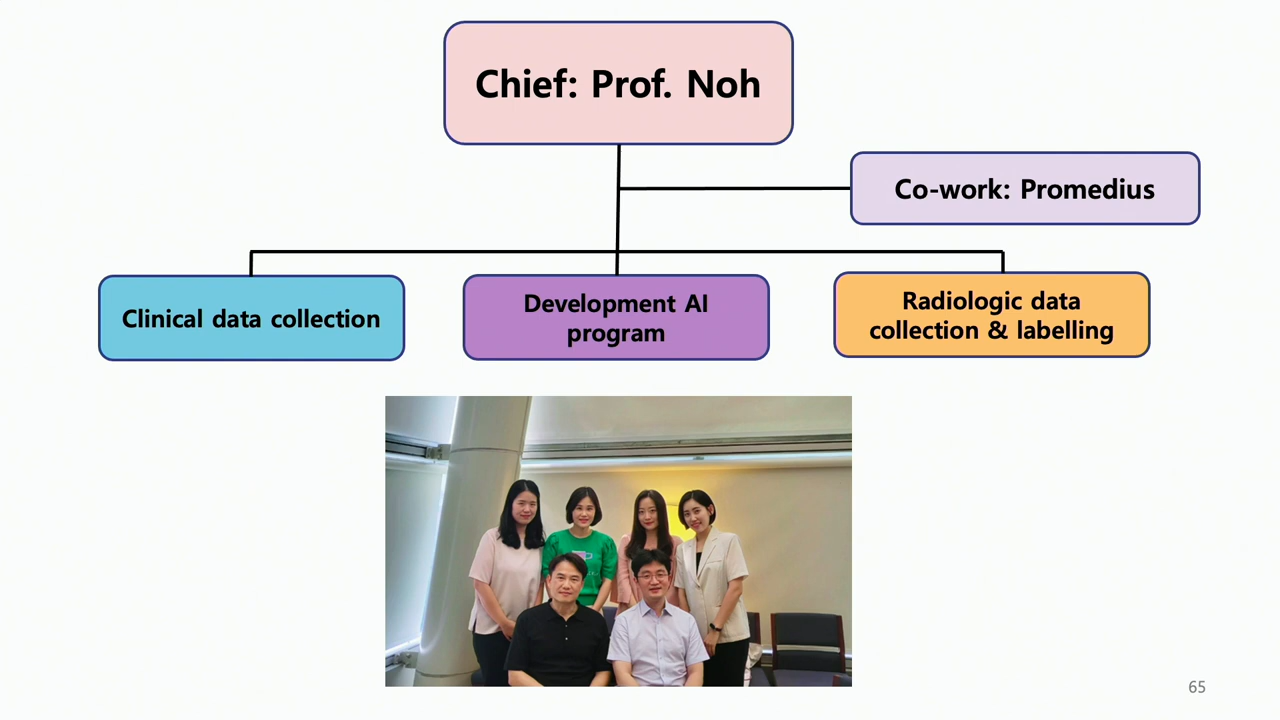 Chief: Prof. Noh
Co-work: Promedius
Clinical data collection
Development AI
program
Radiologic data
collection & labelling
65